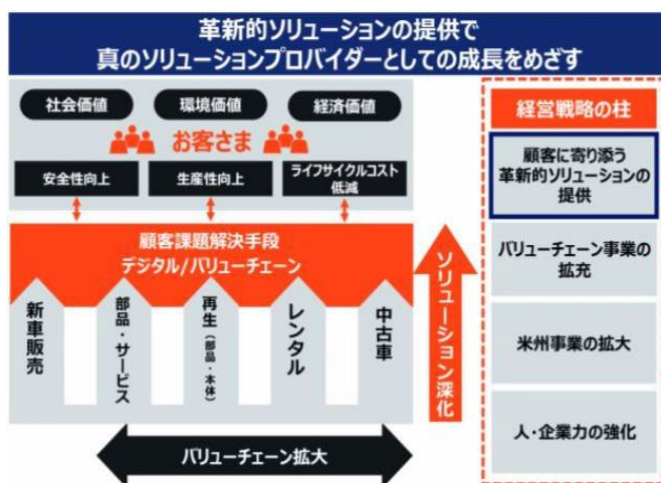 革新的ソリューションの提供で
真のソリューションプロバイダーとしての成長をめざす
社会価値
環境価値
経済価値
お客さま
安全性向上
生産性向上
ライフサイクルコスト
低減
顧客課題解決手段
デジタル/バリューチェーン
新車販売
部品・サービス
再生(部品・本体)
レンタル
中古車
バリューチェーン拡大
ソリューション深化
経営戦略の柱
顧客に寄り添う
革新的ソリューションの
提供
バリューチェーン事業の
拡充
米州事業の拡大
人・企業力の強化